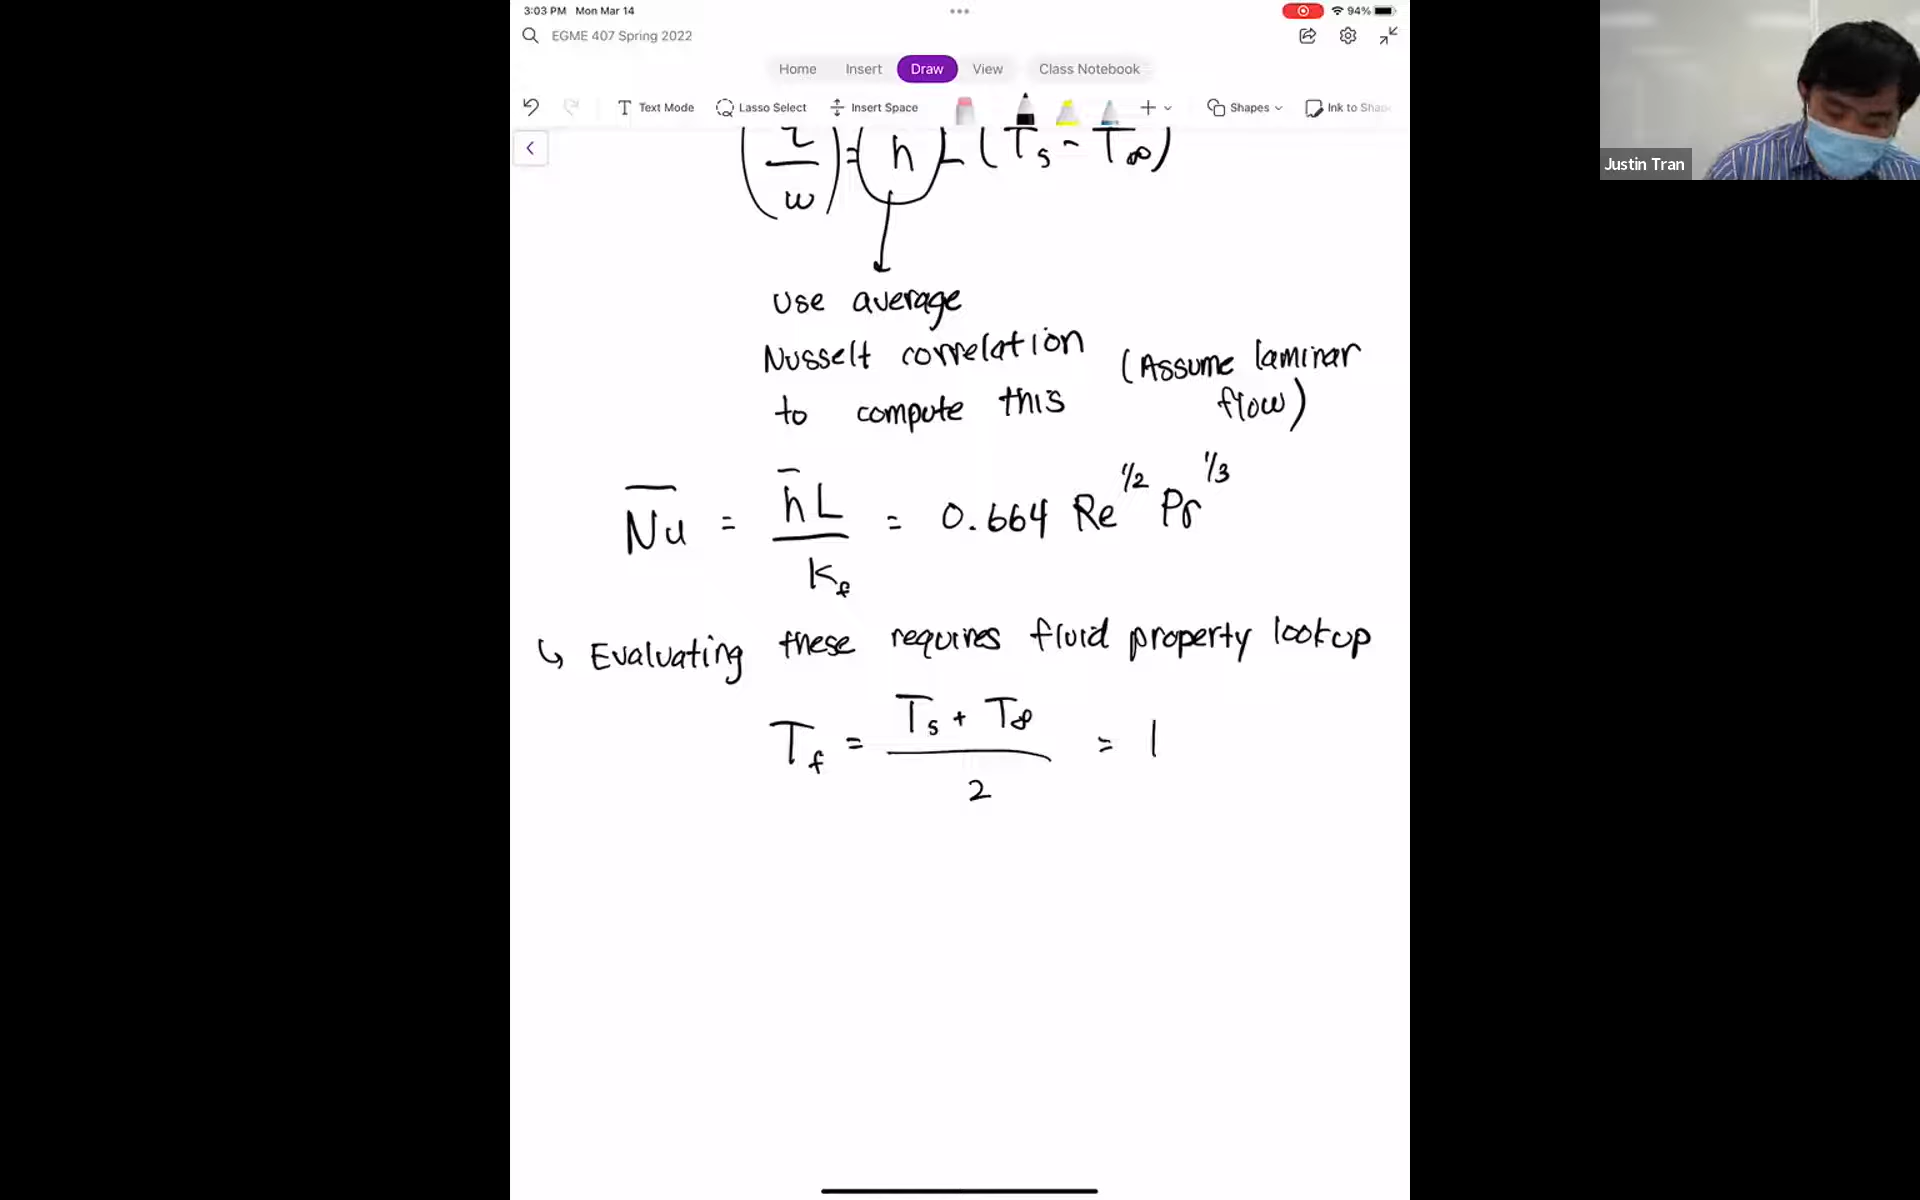 3:03 PM Mon Mar 14
94%
EGME 407 Spring 2022
Home Insert Draw View Class Notebook
Text Mode Lasso Select Insert Space Shapes Ink to Shap
w
= h L (Ts - T∞)
Use average
Nusselt correlation
to compute this
(Assume laminar
flow)
Nu = hL / kf = 0.664 Re^1/2 Pr^1/3
↳ Evaluating these requires fluid property lookup
Tf = Ts + T∞ / 2 = 1
Justin Tran